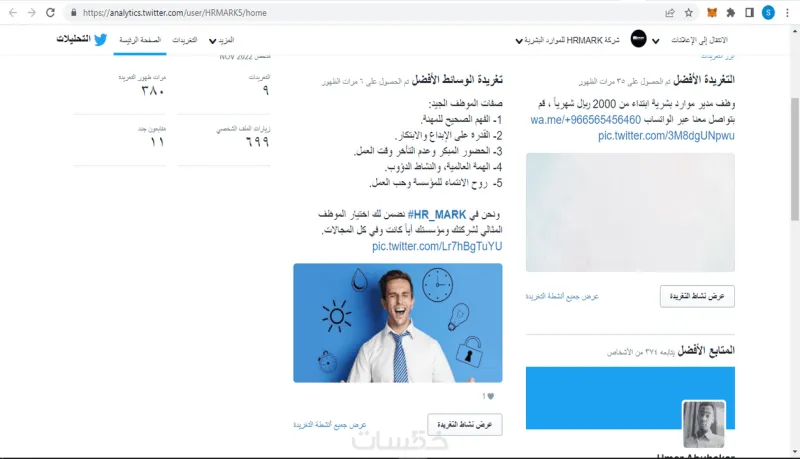 https://analytics.twitter.com/user/HRMARK5/home
التحليلات
الصفحة الرئيسة
التغريدات
المزيد
شركة HRMARK للموارد البشرية
الانتقال إلى الإعلانات
التغريدة الأفضل تم الحصول على ٣٥ مرات الظهور
وظف مدير موارد بشرية ابتداء من 2000 ريال شهرياً ، قم
بتواصل معنا عبر الواتساب wa.me/+966565456460
pic.twitter.com/3M8dgUNpwu
عرض نشاط التغريدة
عرض جميع أنشطة التغريدة
المتابع الأفضل يتابعه ٣٧٤ من الأشخاص
تغريدة الوسائط الأفضل تم الحصول على ٦ مرات الظهور
صفات الموظف الجيد:
1- الفهم الصحيح للمهنة.
2- القدرة على الإبداع والابتكار.
3- الحضور المبكر وعدم التأخر وقت العمل.
4- الهمة العالمية، والنشاط الدؤوب.
5- روح الانتماء للمؤسسة وحب العمل.
ونحن في #HR_MARK نضمن لك اختيار الموظف
المثالي لشركتك ومؤسستك أياً كانت وفي كل المجالات.
pic.twitter.com/Lr7hBgTuYU
1
عرض نشاط التغريدة
عرض جميع أنشطة التغريدة
NOV 2022
التغريدات
٩
مرات ظهور التغريدة
٣٨٠
زيارات الملف الشخصي
٦٩٩
متابعون جدد
١١
خمسات